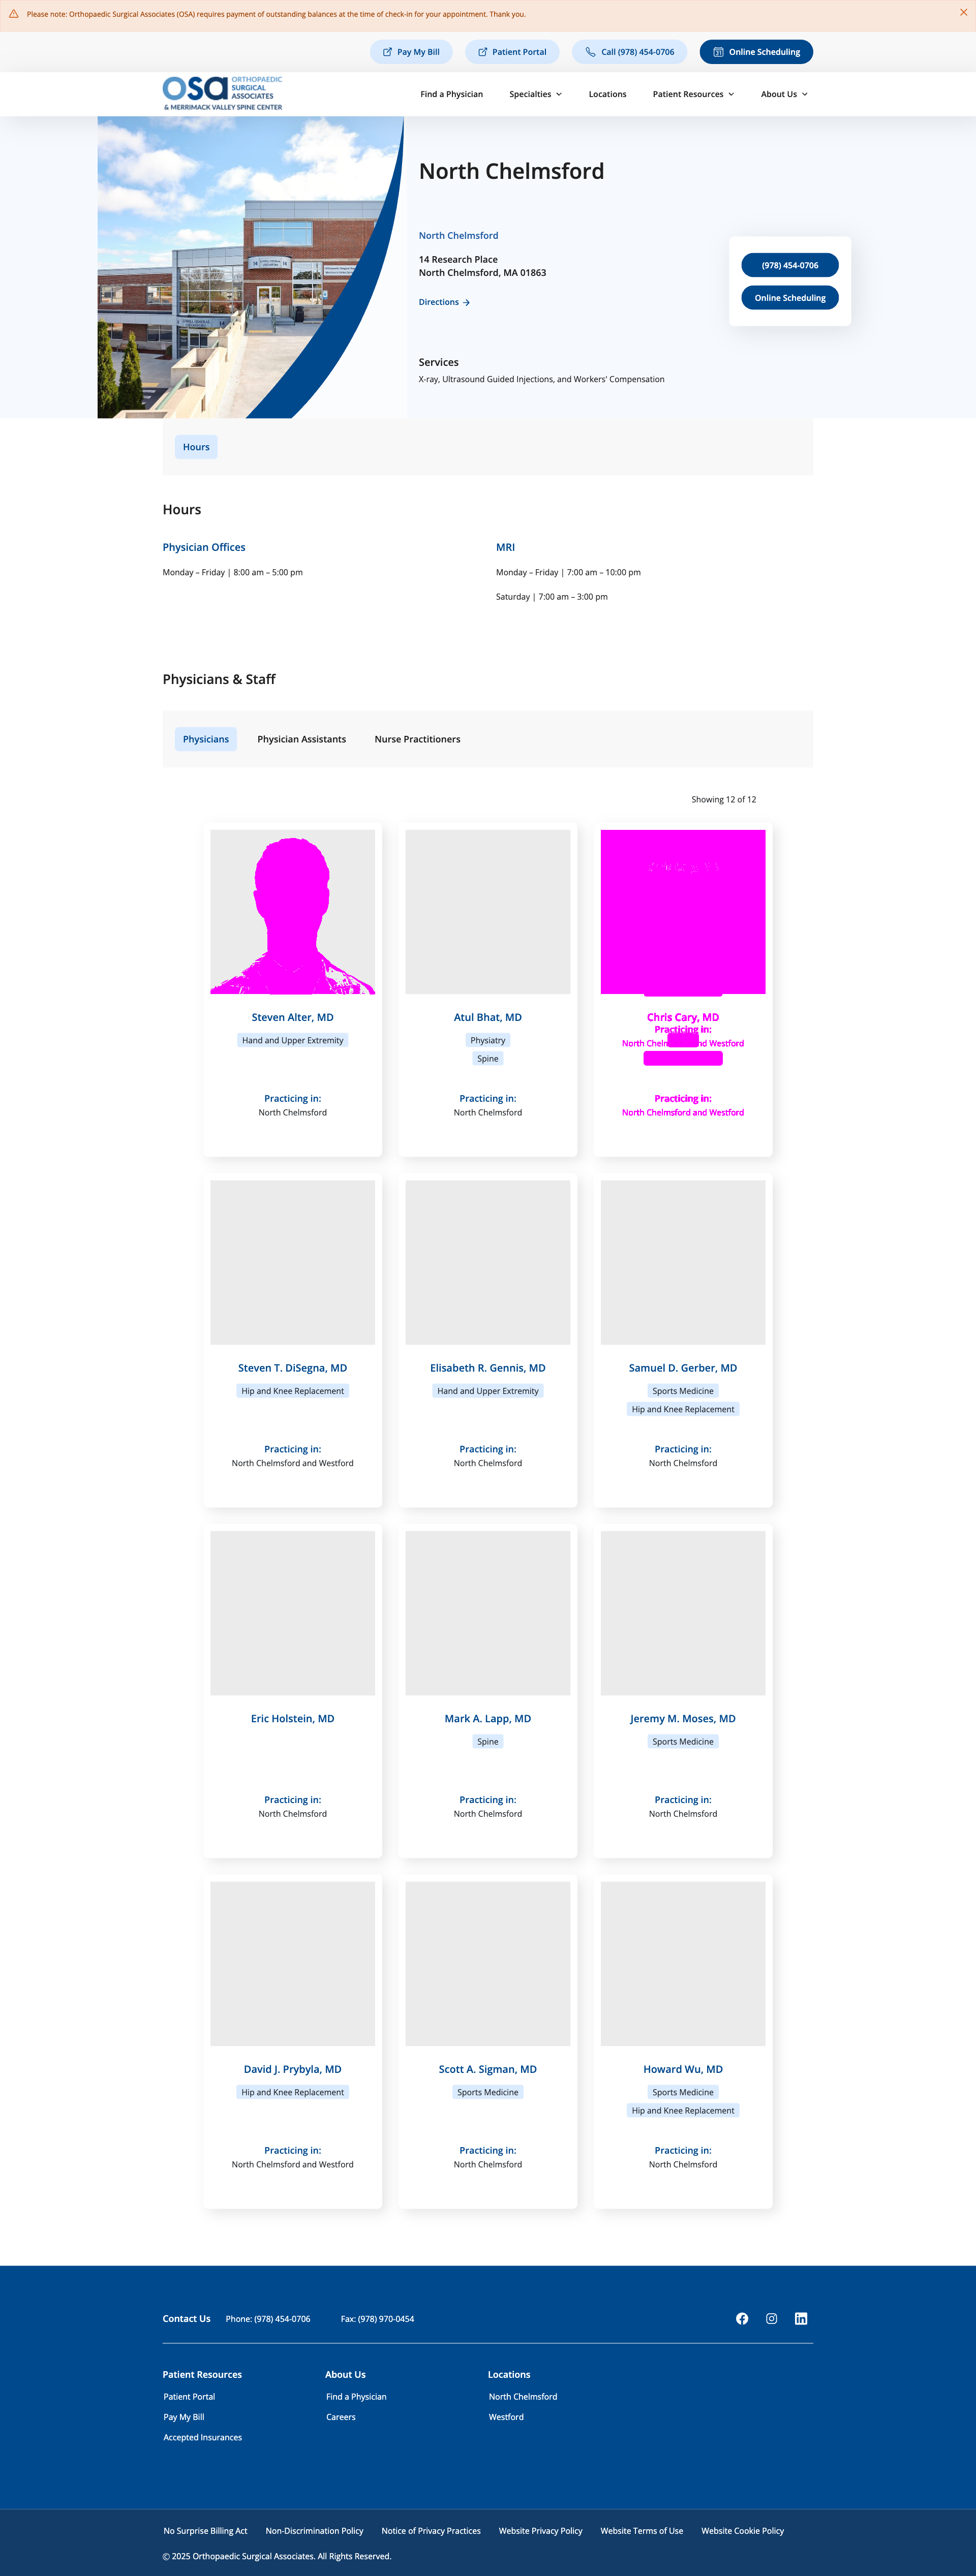 Please note: Orthopaedic Surgical Associates (OSA) requires payment of outstanding balances at the time of check-in for your appointment. Thank you.
Pay My Bill
Patient Portal
Call (978) 454-0706
Online Scheduling
osa ORTHOPAEDIC
SURGICAL
ASSOCIATES
& MERRIMACK VALLEY SPINE CENTER
Find a Physician
Specialties
Locations
Patient Resources
About Us
North Chelmsford
North Chelmsford
14 Research Place
North Chelmsford, MA 01863
Directions
(978) 454-0706
Online Scheduling
Services
X-ray, Ultrasound Guided Injections, and Workers' Compensation
Hours
Hours
Physician Offices
Monday – Friday | 8:00 am – 5:00 pm
MRI
Monday – Friday | 7:00 am – 10:00 pm
Saturday | 7:00 am – 3:00 pm
Physicians & Staff
Physicians
Physician Assistants
Nurse Practitioners
Showing 12 of 12
Steven Alter, MD
Hand and Upper Extremity
Practicing in:
North Chelmsford
Atul Bhat, MD
Physiatry
Spine
Practicing in:
North Chelmsford
Chris Cary, MD
Practicing in:
North Chelmsford and Westford
Practicing in:
North Chelmsford and Westford
Steven T. DiSegna, MD
Hip and Knee Replacement
Practicing in:
North Chelmsford and Westford
Elisabeth R. Gennis, MD
Hand and Upper Extremity
Practicing in:
North Chelmsford
Samuel D. Gerber, MD
Sports Medicine
Hip and Knee Replacement
Practicing in:
North Chelmsford
Eric Holstein, MD
Practicing in:
North Chelmsford
Mark A. Lapp, MD
Spine
Practicing in:
North Chelmsford
Jeremy M. Moses, MD
Sports Medicine
Practicing in:
North Chelmsford
David J. Prybyla, MD
Hip and Knee Replacement
Practicing in:
North Chelmsford and Westford
Scott A. Sigman, MD
Sports Medicine
Practicing in:
North Chelmsford
Howard Wu, MD
Sports Medicine
Hip and Knee Replacement
Practicing in:
North Chelmsford
Contact Us
Phone: (978) 454-0706
Fax: (978) 970-0454
Patient Resources
Patient Portal
Pay My Bill
Accepted Insurances
About Us
Find a Physician
Careers
Locations
North Chelmsford
Westford
No Surprise Billing Act
Non-Discrimination Policy
Notice of Privacy Practices
Website Privacy Policy
Website Terms of Use
Website Cookie Policy
© 2025 Orthopaedic Surgical Associates. All Rights Reserved.